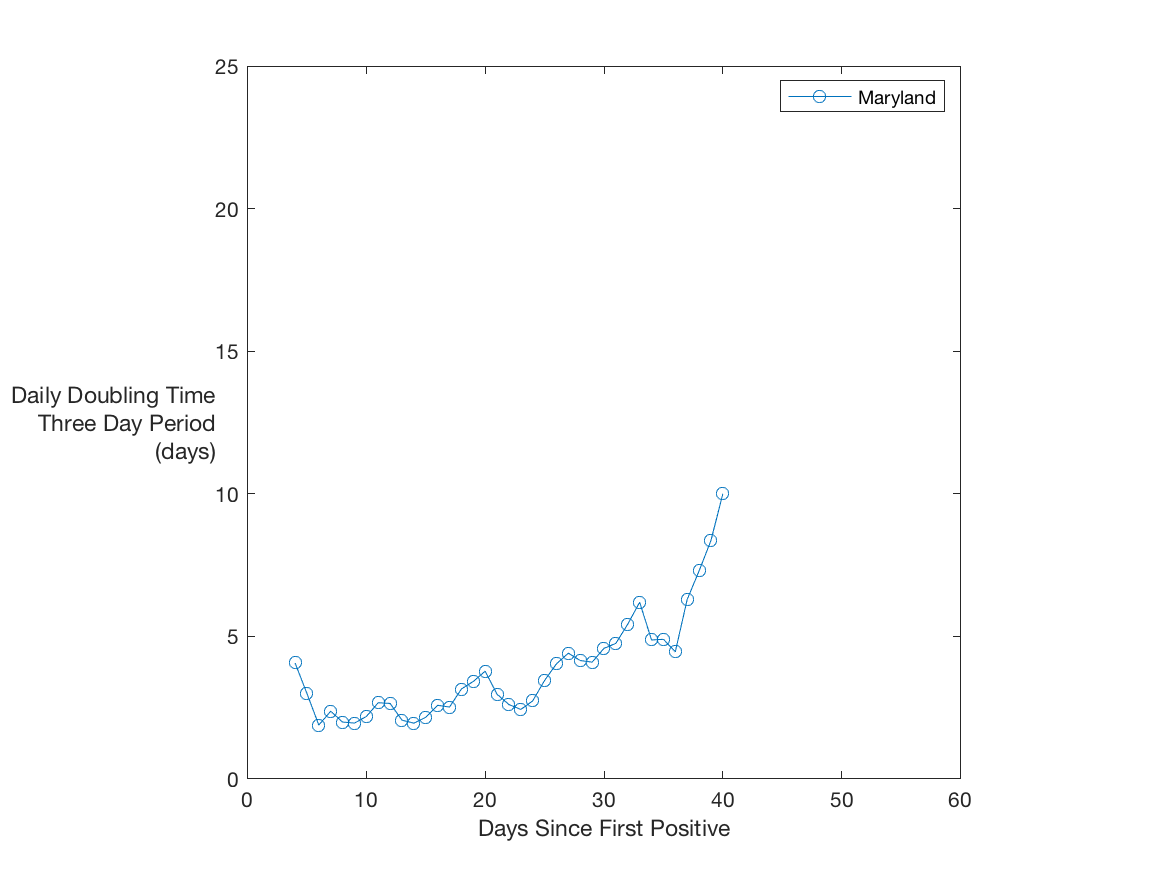 25
Maryland
20
15
Daily Doubling Time
Three Day Period
(days)
10
5
0
0 10 20 30 40 50 60
Days Since First Positive